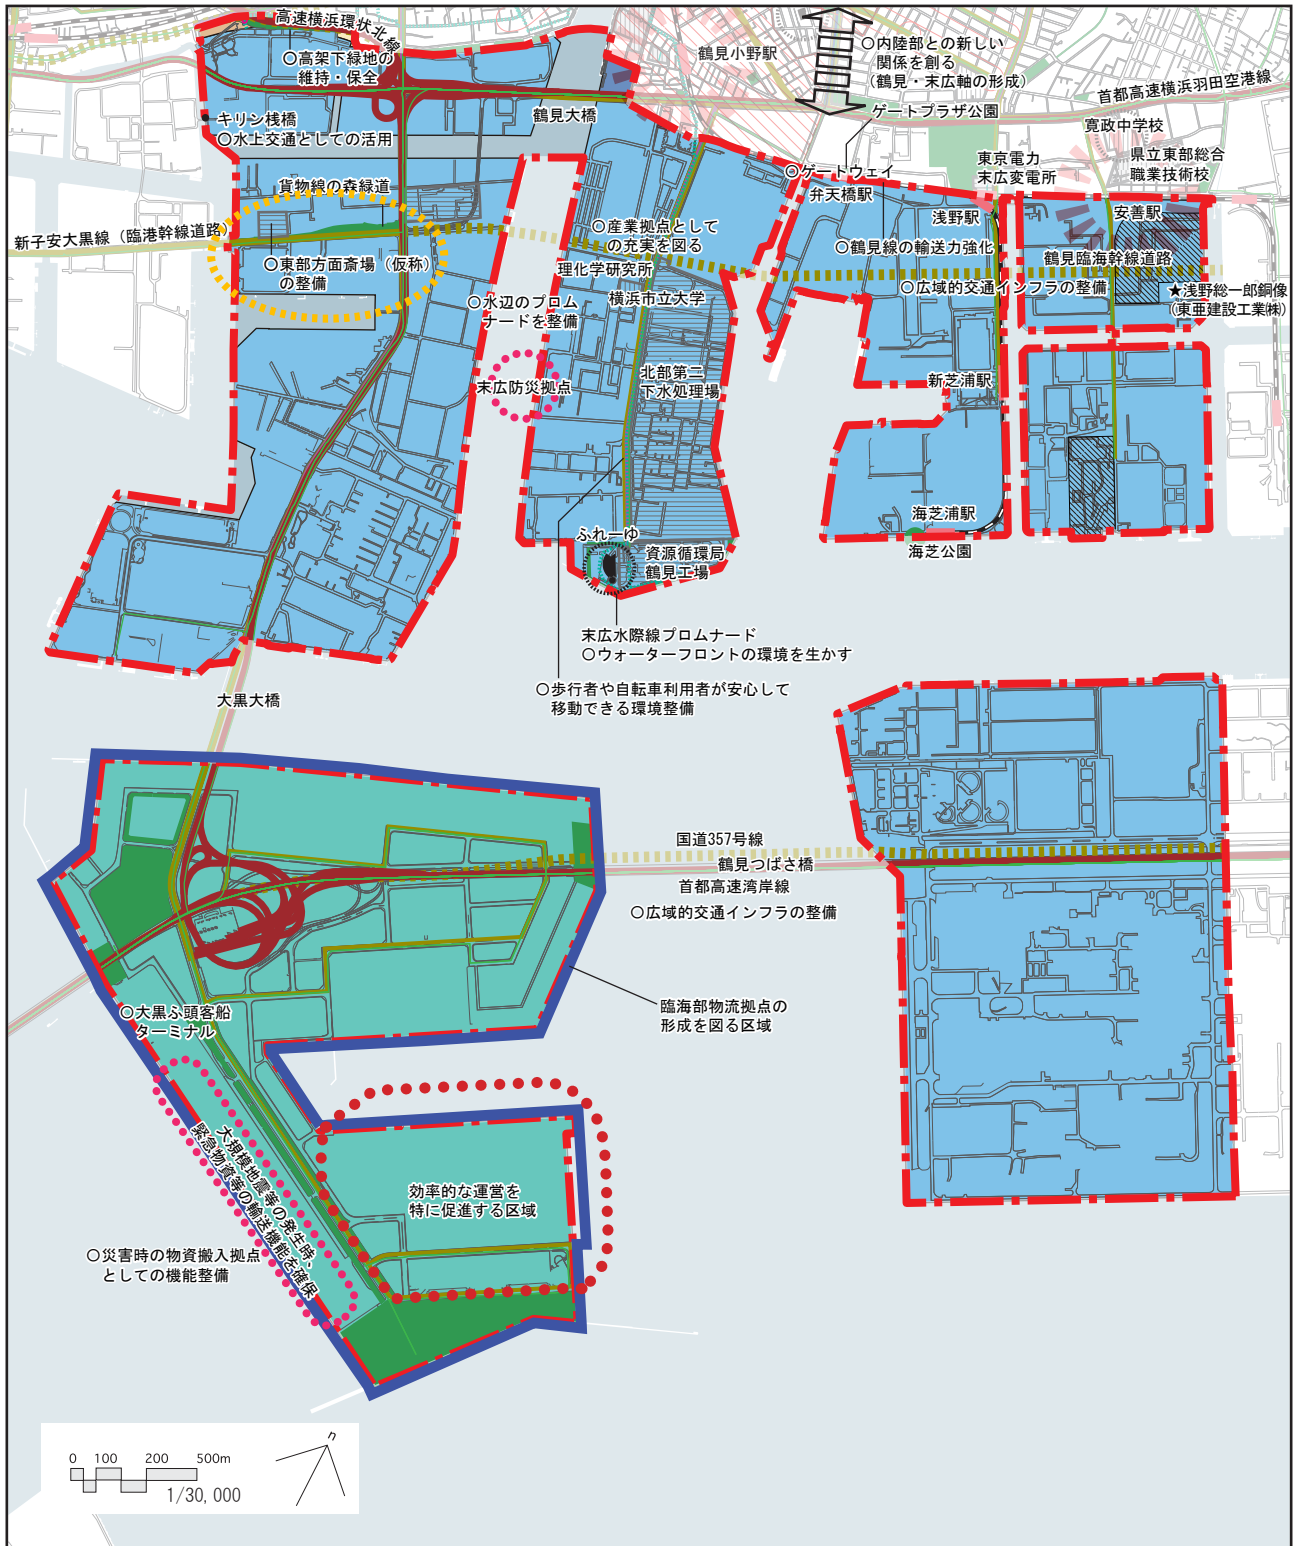 高速横浜環状北線
○高架下緑地の
維持・保全
鶴見小野駅
○内陸部との新しい
関係を創る
(鶴見・末広軸の形成)
首都高速横浜羽田空港線
キリン桟橋
○水上交通としての活用
鶴見大橋
ゲートプラザ公園
寛政中学校
東京電力
末広変電所
県立東部総合
職業技術校
貨物線の森緑道
○ゲートウェイ
弁天橋駅
浅野駅
安善駅
新子安大黒線(臨港幹線道路)
○産業拠点として
の充実を図る
○鶴見線の輸送力強化
鶴見臨海幹線道路
○東部方面斎場(仮称)
の整備
理化学研究所
横浜市立大学
○広域的交通インフラの整備
★浅野総一郎銅像
(東亜建設工業㈱)
○水辺のプロム
ナードを整備
末広防災拠点
北部第二
下水処理場
新芝浦駅
海芝浦駅
海芝公園
ふれーゆ
資源循環局
鶴見工場
末広水際線プロムナード
○ウォーターフロントの環境を生かす
○歩行者や自転車利用者が安心して
移動できる環境整備
大黒大橋
国道357号線
鶴見つばさ橋
首都高速湾岸線
○広域的交通インフラの整備
○大黒ふ頭客船
ターミナル
臨海部物流拠点の
形成を図る区域
大規模地震等の発生時、
緊急物資等の輸送機能を確保
効率的な運営を
特に促進する区域
○災害時の物資搬入拠点
としての機能整備
0 100 200 500m
1/30,000
n